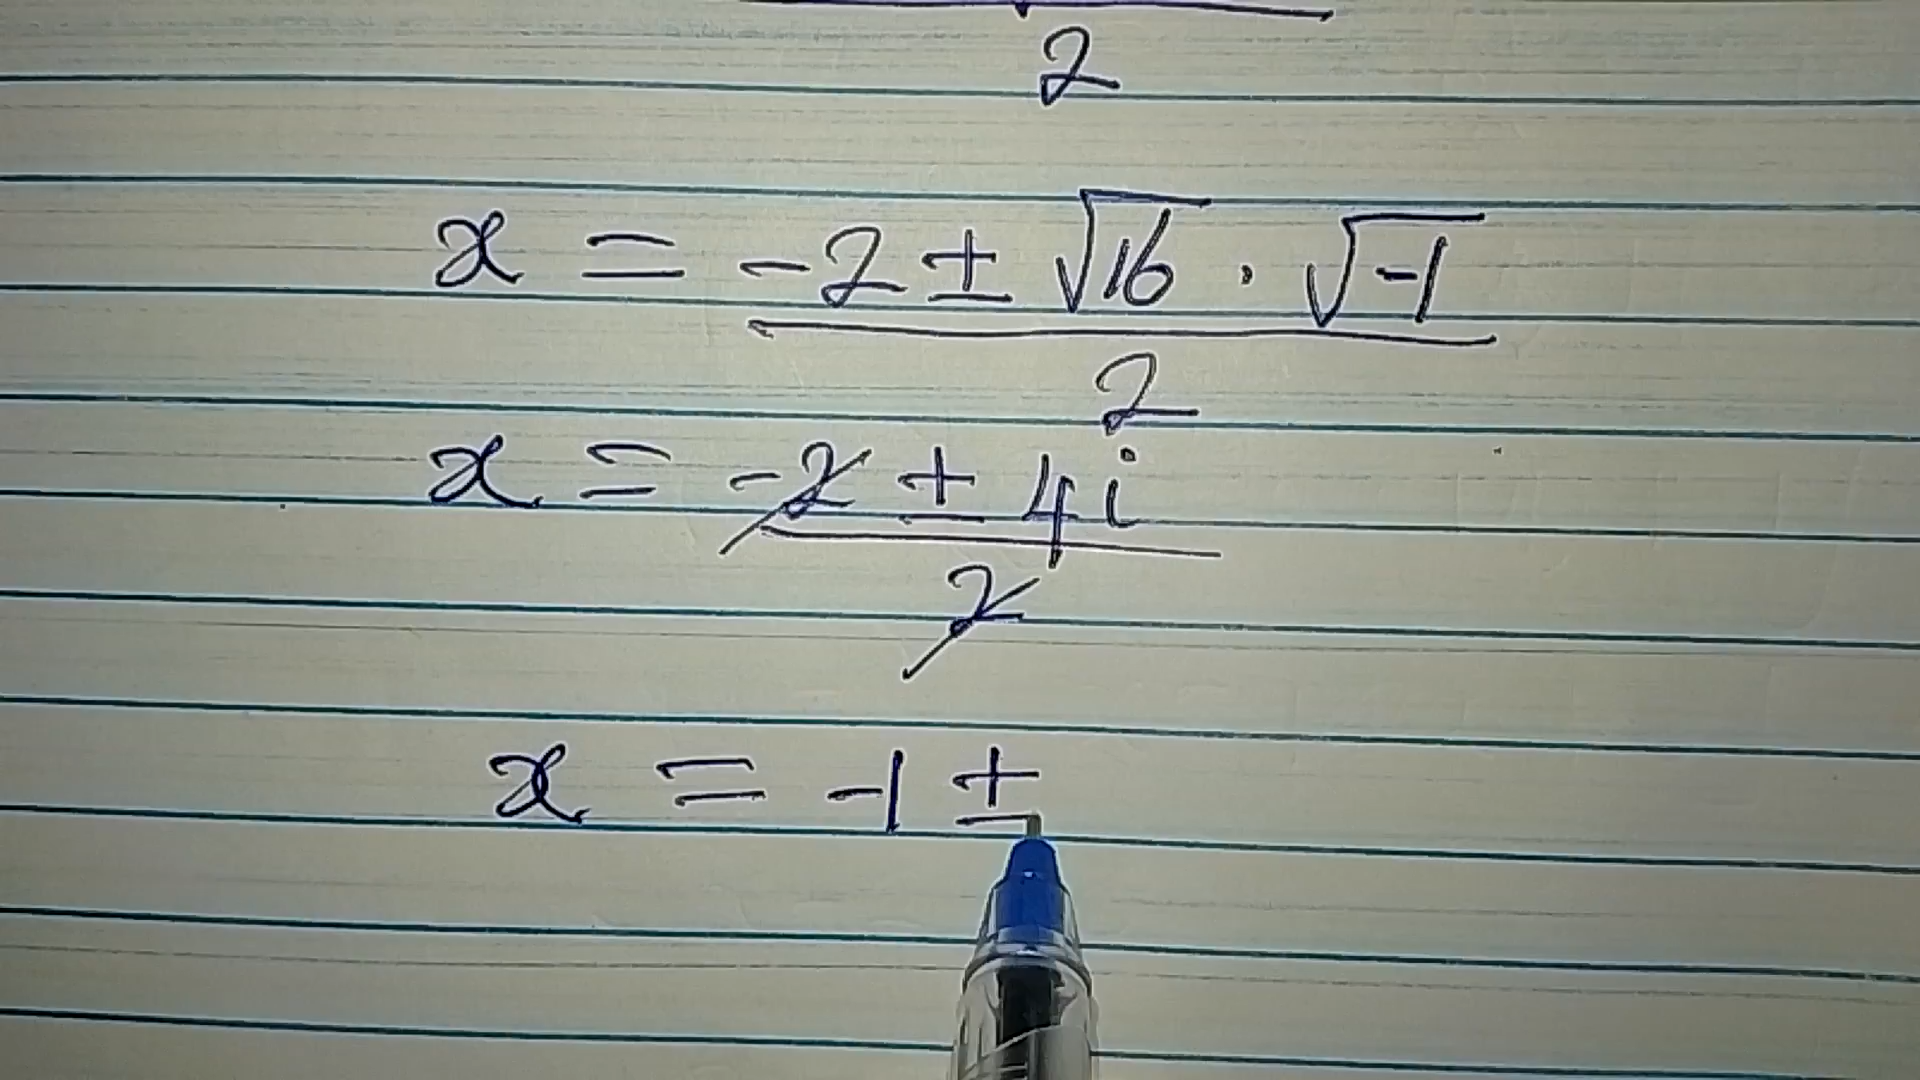 2
x = -2 ± √16 · √-1
2
x = -2 ± 4i
2
x = -1 ±